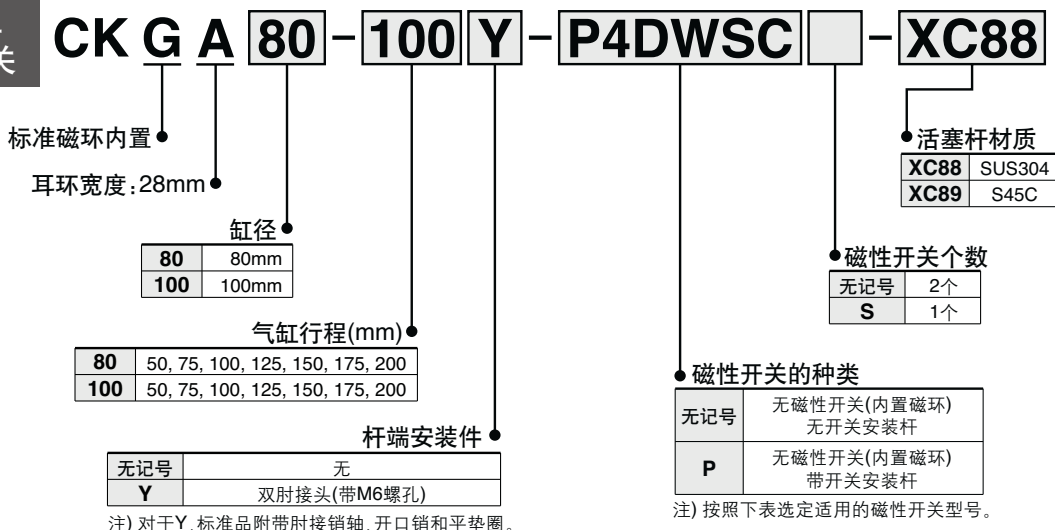 关
CK G A 80 - 100 Y - P4DWSC - XC88
标准磁环内置
耳环宽度:28mm
缸径
80 80mm
100 100mm
气缸行程(mm)
80 50, 75, 100, 125, 150, 175, 200
100 50, 75, 100, 125, 150, 175, 200
杆端安装件
无记号 无
Y 双肘接头(带M6螺孔)
注) 对于Y,标准品附带肘接销轴,开口销和平垫圈。
活塞杆材质
XC88 SUS304
XC89 S45C
磁性开关个数
无记号 2个
S 1个
磁性开关的种类
无记号 无磁性开关(内置磁环)
无开关安装杆
P 无磁性开关(内置磁环)
带开关安装杆
注) 按照下表选定适用的磁性开关型号。